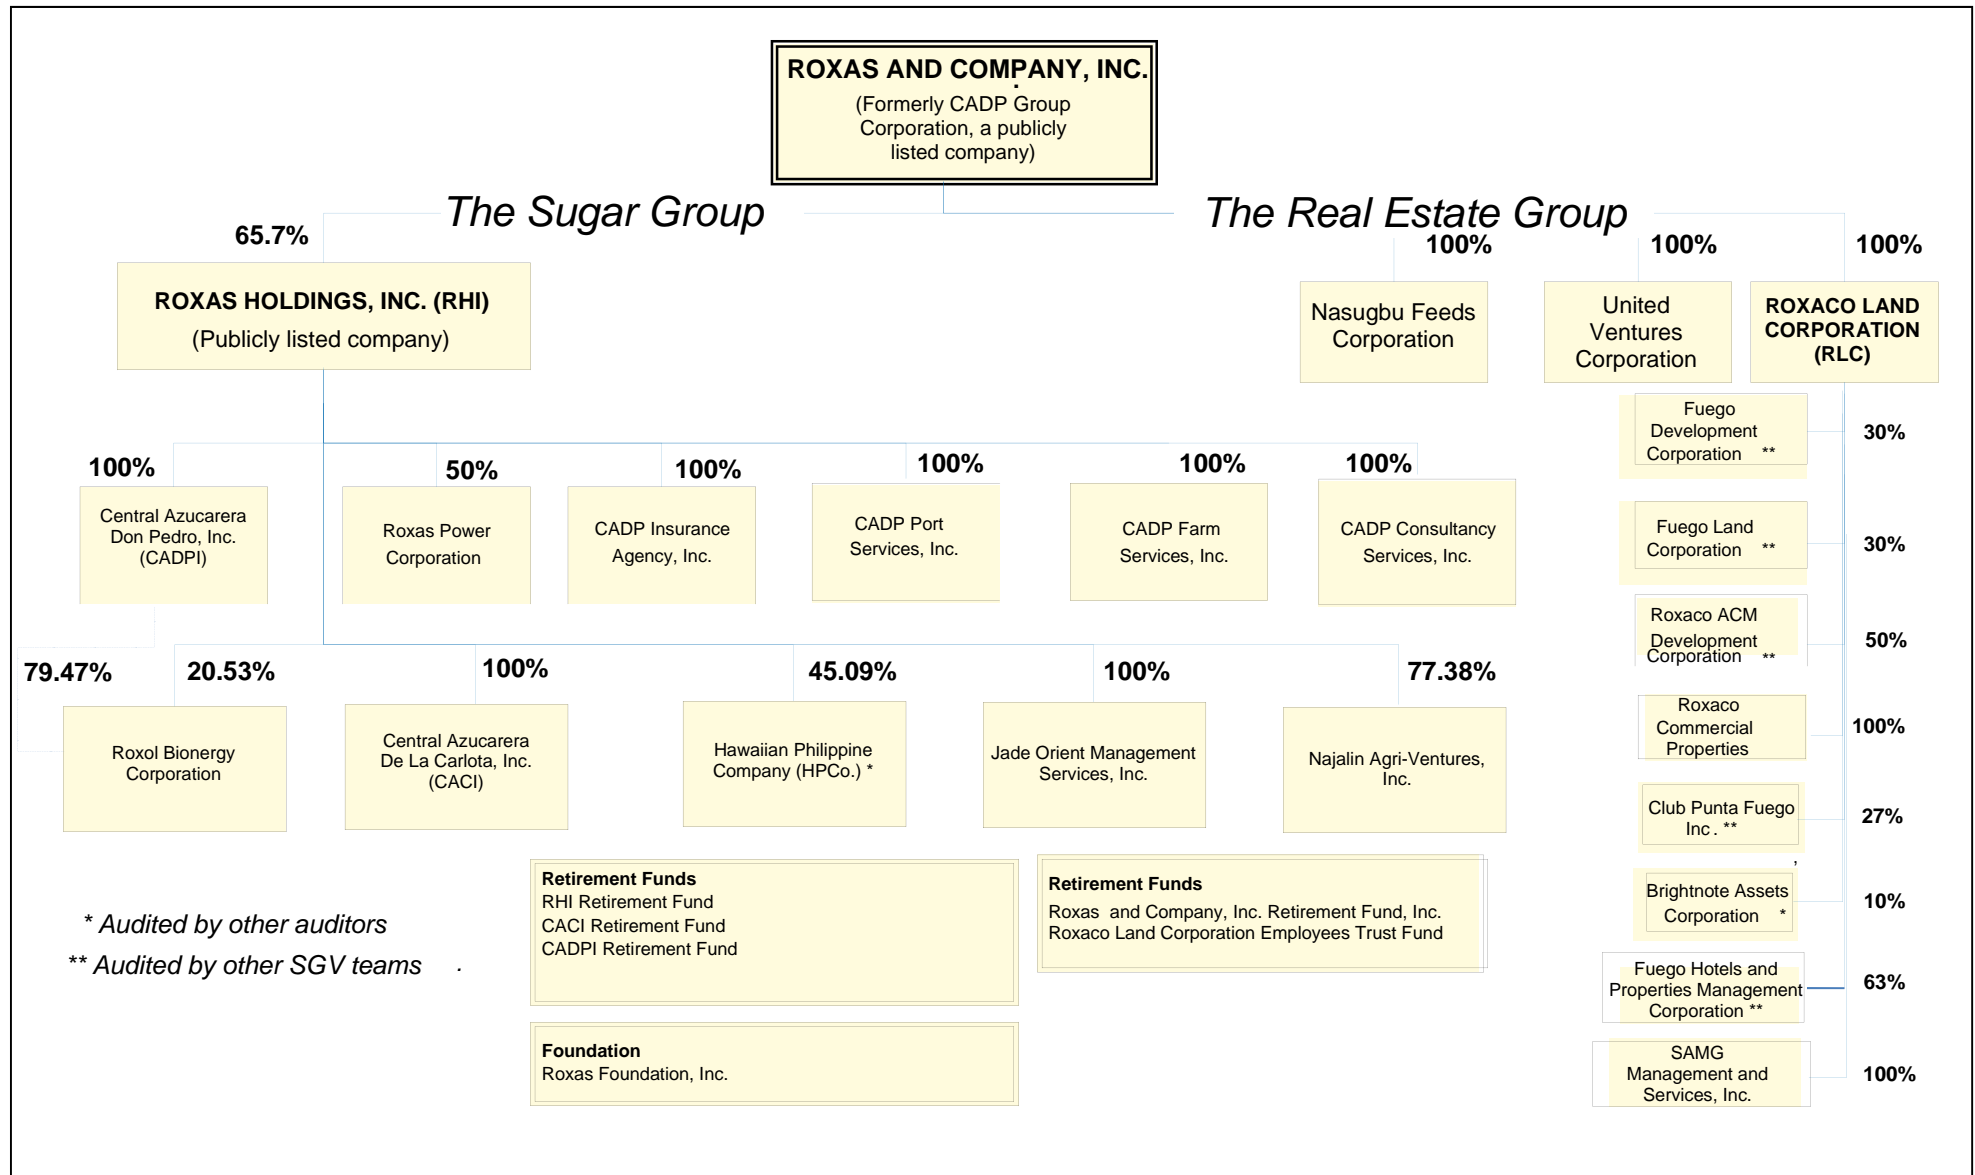 ROXAS AND COMPANY, INC.
.
(Formerly CADP Group
Corporation, a publicly
listed company)
The Sugar Group
The Real Estate Group
65.7%
100%
100%
100%
ROXAS HOLDINGS, INC. (RHI)
(Publicly listed company)
Nasugbu Feeds
Corporation
United
Ventures
Corporation
ROXACO LAND
CORPORATION
(RLC)
100%
50%
100%
100%
100%
100%
Central Azucarera
Don Pedro, Inc.
(CADPI)
Roxas Power
Corporation
CADP Insurance
Agency, Inc.
CADP Port
Services, Inc.
CADP Farm
Services, Inc.
CADP Consultancy
Services, Inc.
79.47%
20.53%
100%
45.09%
100%
77.38%
Roxol Bionergy
Corporation
Central Azucarera
De La Carlota, Inc.
(CACI)
Hawaiian Philippine
Company (HPCo.) *
Jade Orient Management
Services, Inc.
Najalin Agri-Ventures,
Inc.
Fuego
Development
Corporation **
30%
Fuego Land
Corporation **
30%
Roxaco ACM
Development
Corporation **
50%
Roxaco
Commercial
Properties
100%
Club Punta Fuego
Inc . **
27%
,
Brightnote Assets
Corporation *
10%
Fuego Hotels and
Properties Management
Corporation **
63%
SAMG
Management and
Services, Inc.
100%
Retirement Funds
RHI Retirement Fund
CACI Retirement Fund
CADPI Retirement Fund
Retirement Funds
Roxas and Company, Inc. Retirement Fund, Inc.
Roxaco Land Corporation Employees Trust Fund
Foundation
Roxas Foundation, Inc.
* Audited by other auditors
** Audited by other SGV teams .